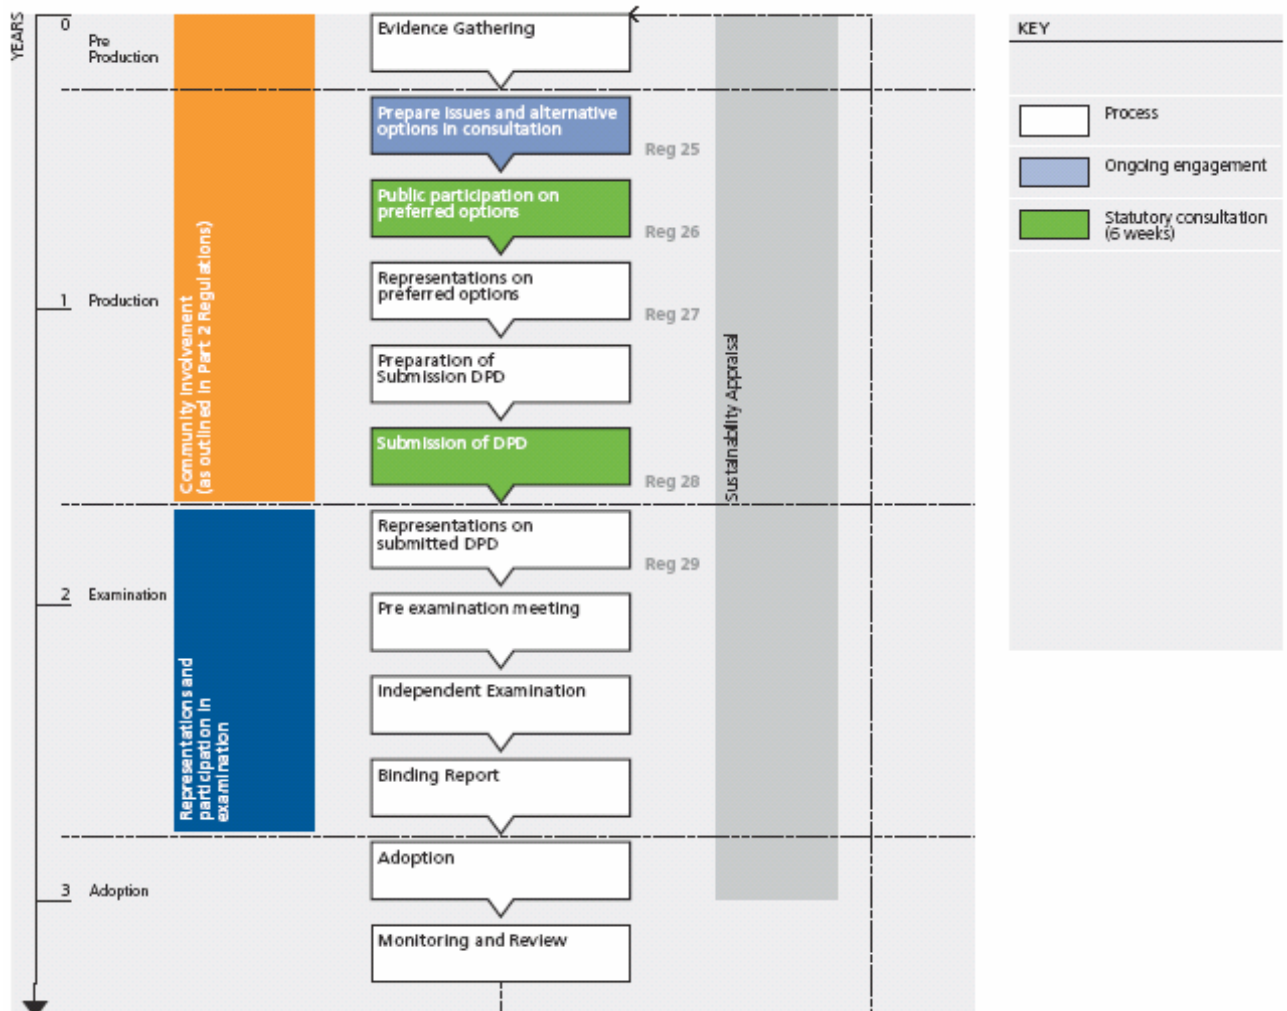 YEARS
0
Pre
Production
1
Production
2
Examination
3
Adoption
Community Involvement
(as outlined in Part 2 Regulations)
Representations and
participation in
examination
Evidence Gathering
Prepare issues and alternative
options in consultation
Reg 25
Public participation on
preferred options
Reg 26
Representations on
preferred options
Reg 27
Preparation of
Submission DPD
Submission of DPD
Reg 28
Representations on
submitted DPD
Reg 29
Pre examination meeting
Independent Examination
Binding Report
Adoption
Monitoring and Review
Sustainability Appraisal
KEY
Process
Ongoing engagement
Statutory consultation
(6 weeks)